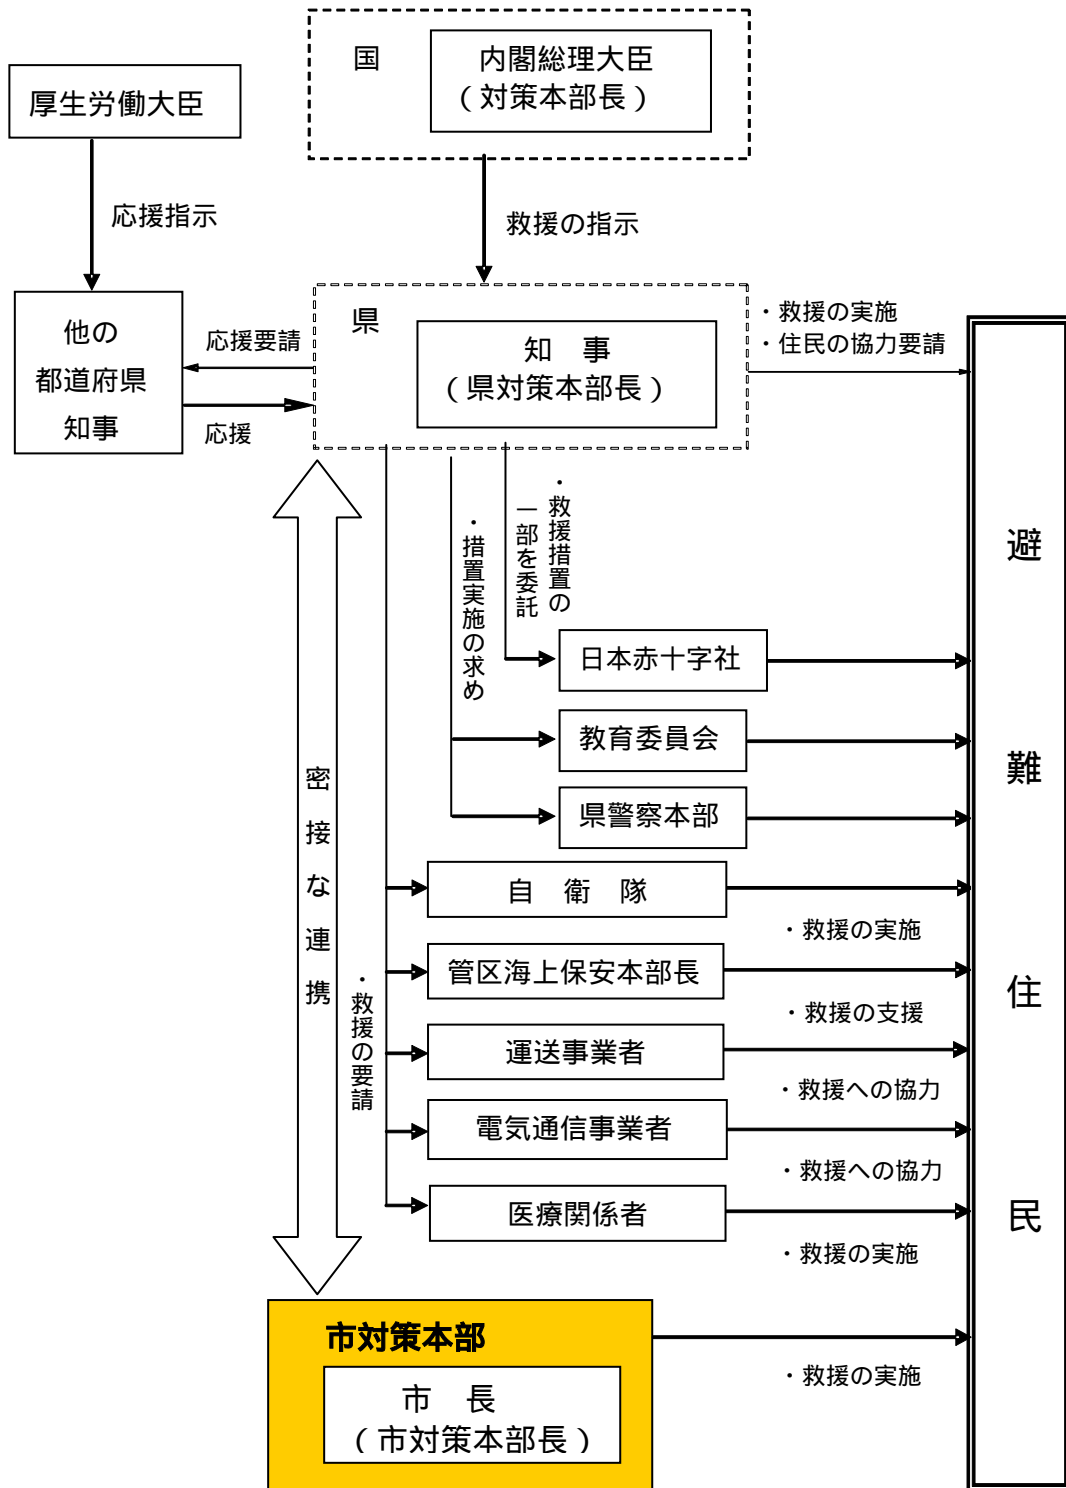 国
内閣総理大臣
（対策本部長）
厚生労働大臣
応援指示
救援の指示
他の
都道府県
知事
応援要請
応援
県
知　事
（県対策本部長）
・救援の実施
・住民の協力要請
・救援措置の
一部を委託
・措置実施の求め
日本赤十字社
教育委員会
県警察本部
密接な連携
・救援の要請
自　衛　隊
・救援の実施
管区海上保安本部長
・救援の支援
運送事業者
・救援への協力
電気通信事業者
・救援への協力
医療関係者
・救援の実施
市対策本部
市　長
（市対策本部長）
・救援の実施
避難住民